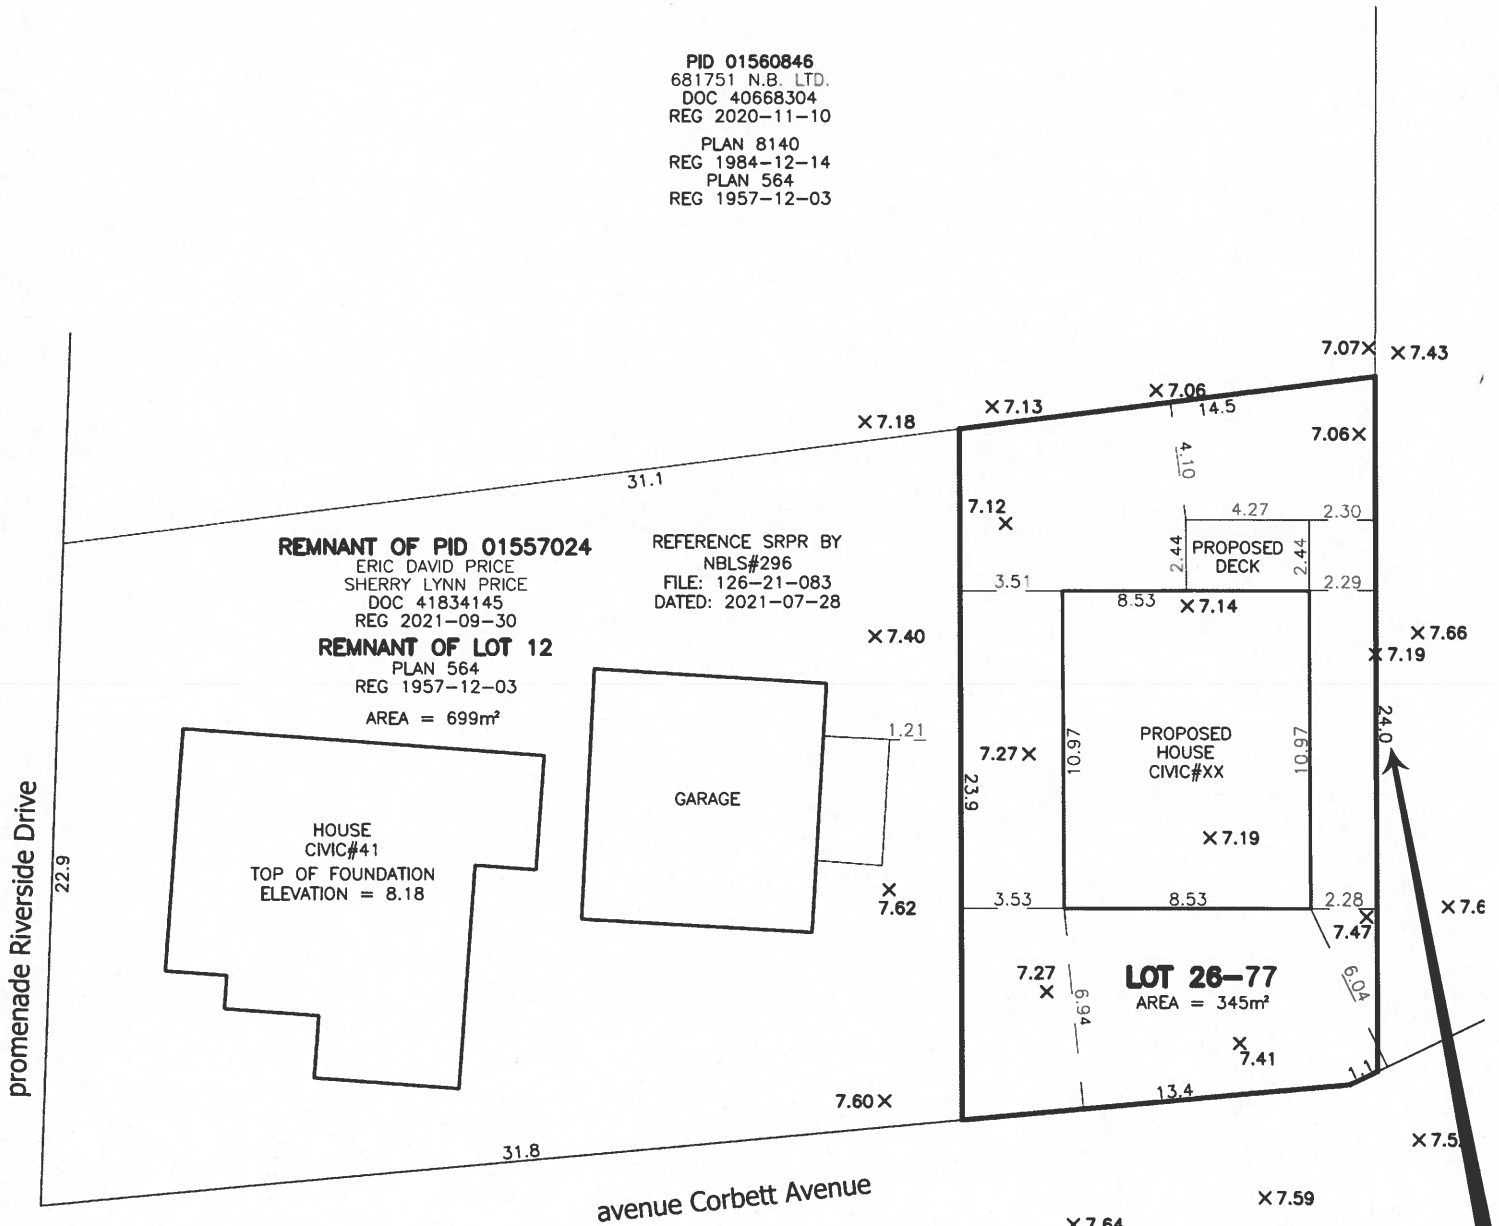 PID 01560846
681751 N.B. LTD.
DOC 40668304
REG 2020-11-10
PLAN 8140
REG 1984-12-14
PLAN 564
REG 1957-12-03
7.07
7.43
7.06
14.5
7.13
7.18
7.06
31.1
4.10
7.12
4.27
2.30
2.44
PROPOSED
DECK
2.44
REMNANT OF PID 01557024
ERIC DAVID PRICE
SHERRY LYNN PRICE
DOC 41834145
REG 2021-09-30
REMNANT OF LOT 12
PLAN 564
REG 1957-12-03
AREA = 699m²
REFERENCE SRPR BY
NBLS#296
FILE: 126-21-083
DATED: 2021-07-28
3.51
8.53
2.29
7.14
7.40
7.66
7.19
24.0
1.21
7.27
10.97
PROPOSED
HOUSE
CIVIC#XX
10.97
23.9
GARAGE
HOUSE
CIVIC#41
TOP OF FOUNDATION
ELEVATION = 8.18
7.19
promenade Riverside Drive
22.9
7.62
3.53
8.53
2.28
7.47
7.27
6.94
LOT 26-77
AREA = 345m²
6.04
7.41
1.1
13.4
7.60
31.8
avenue Corbett Avenue
7.59
7.64